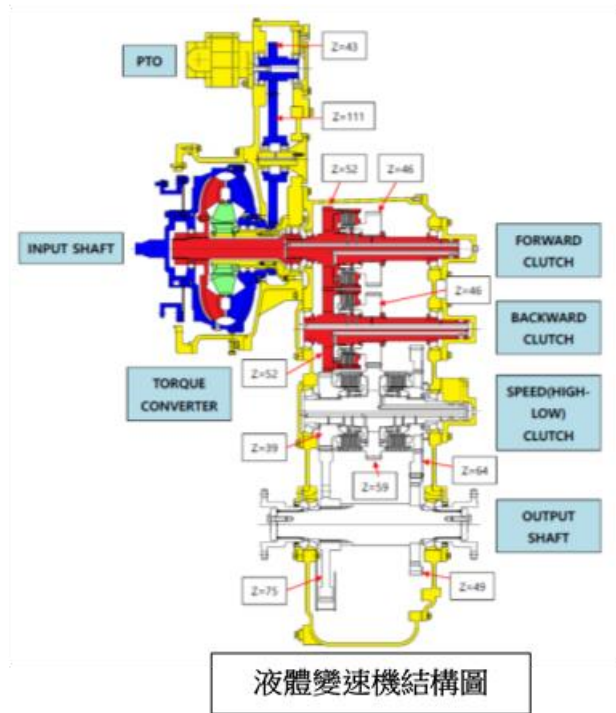 Z=43
PTO
Z=111
Z=52
Z=46
INPUT SHAFT
FORWARD
CLUTCH
Z=46
BACKWARD
CLUTCH
Z=52
TORQUE
CONVERTER
SPEED(HIGH-
LOW)
CLUTCH
Z=39
Z=64
Z=59
OUTPUT
SHAFT
Z=75
Z=49
液體變速機結構圖